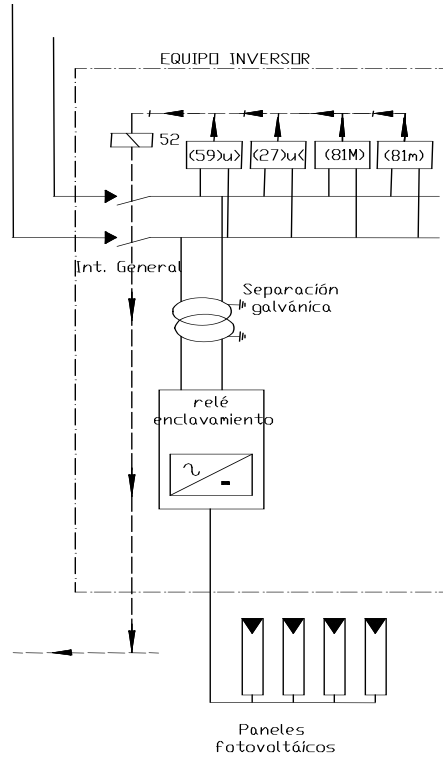 EQUIPO INVERSOR
52
(59)u> (27)u< (81M) (81m)
Int. General
Separación
galvánica
relé
enclavamiento
Paneles
fotovoltáicos